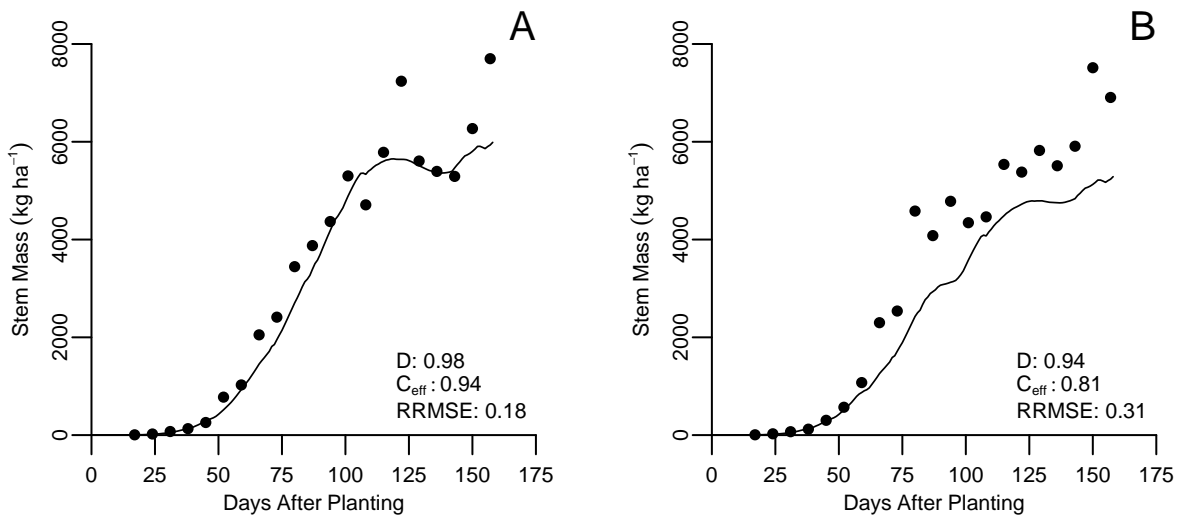 A
Stem Mass (kg ha⁻¹)
8000
6000
4000
2000
0
D: 0.98
C_eff : 0.94
RRMSE: 0.18
0 25 50 75 100 125 150 175
Days After Planting
B
Stem Mass (kg ha⁻¹)
8000
6000
4000
2000
0
D: 0.94
C_eff : 0.81
RRMSE: 0.31
0 25 50 75 100 125 150 175
Days After Planting